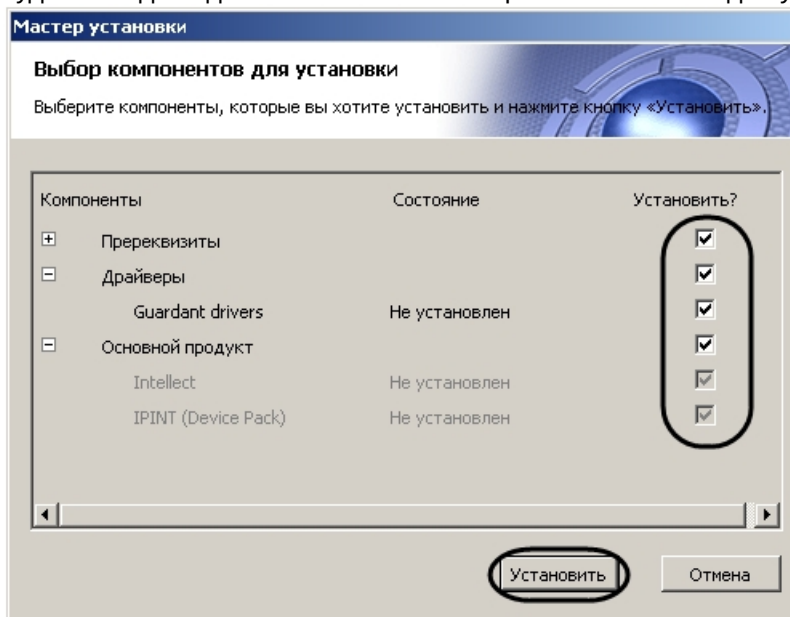 Мастер установки
Выбор компонентов для установки
Выберите компоненты, которые вы хотите установить и нажмите кнопку «Установить».
Компоненты Состояние Установить?
Пререквизиты
Драйверы
Guardant drivers Не установлен
Основной продукт
Intellect Не установлен
IPINT (Device Pack) Не установлен
Установить Отмена